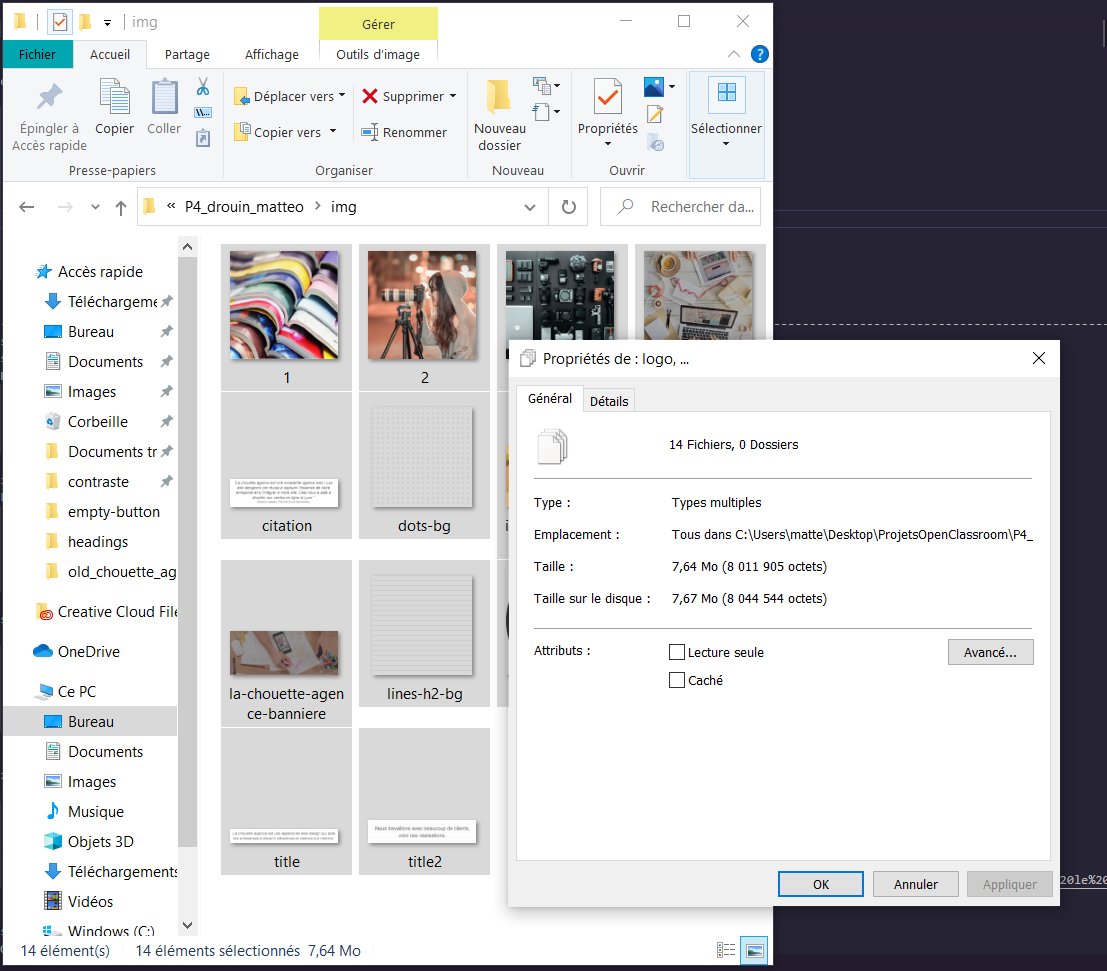 img
Gérer
Fichier
Accueil
Partage
Affichage
Outils d'image
Épingler à
Accès rapide
Copier
Coller
Déplacer vers
Copier vers
Supprimer
Renommer
Nouveau
dossier
Propriétés
Sélectionner
Presse-papiers
Organiser
Nouveau
Ouvrir
« P4_drouin_matteo > img
Rechercher da...
Accès rapide
Téléchargeme
Bureau
Documents
Images
Corbeille
Documents tr
contraste
empty-button
headings
old_chouette_ag
Creative Cloud File
OneDrive
Ce PC
Bureau
Documents
Images
Musique
Objets 3D
Téléchargements
Vidéos
Windows (C:)
1
2
citation
dots-bg
la-chouette-agen
ce-banniere
lines-h2-bg
Nous travaillons avec beaucoup de clients,
voici nos réalisations.
title
title2
Propriétés de : logo, ...
Général
Détails
14 Fichiers, 0 Dossiers
Type :
Types multiples
Emplacement :
Tous dans C:\Users\matte\Desktop\ProjetsOpenClassroom\P4_
Taille :
7,64 Mo (8 011 905 octets)
Taille sur le disque :
7,67 Mo (8 044 544 octets)
Attributs :
Lecture seule
Caché
Avancé...
OK
Annuler
Appliquer
20le%20
14 élément(s)
14 éléments sélectionnés 7,64 Mo